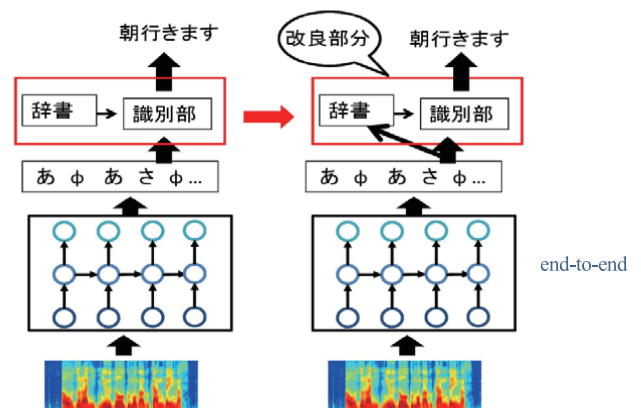 朝行きます
辞書
識別部
あ φ あ さ φ...
改良部分
朝行きます
辞書
識別部
あ φ あ さ φ...
end-to-end